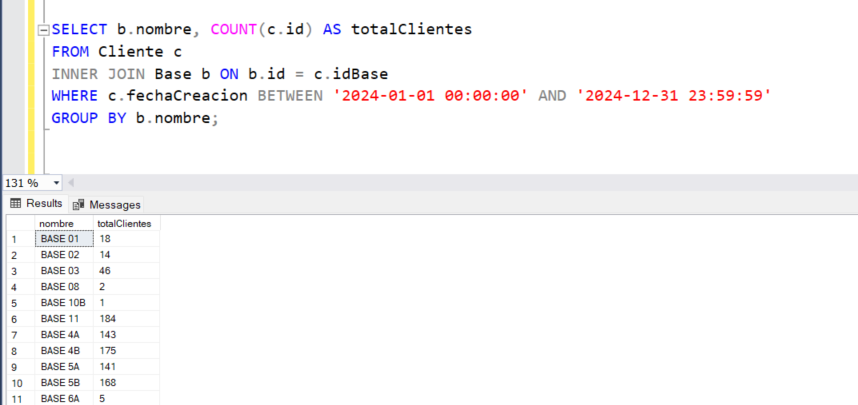 SELECT b.nombre, COUNT(c.id) AS totalClientes
FROM Cliente c
INNER JOIN Base b ON b.id = c.idBase
WHERE c.fechaCreacion BETWEEN '2024-01-01 00:00:00' AND '2024-12-31 23:59:59'
GROUP BY b.nombre;
131 %
Results Messages
nombre totalClientes
1 BASE 01 18
2 BASE 02 14
3 BASE 03 46
4 BASE 08 2
5 BASE 10B 1
6 BASE 11 184
7 BASE 4A 143
8 BASE 4B 175
9 BASE 5A 141
10 BASE 5B 168
11 BASE 6A 5